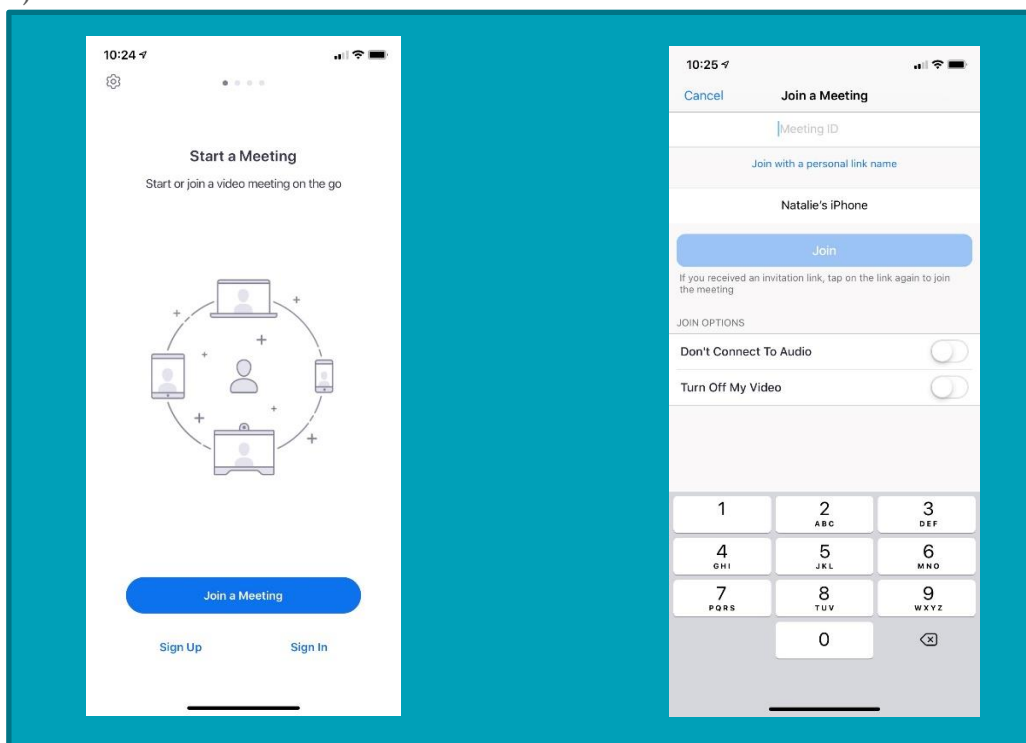 10:24
Start a Meeting
Start or join a video meeting on the go
Join a Meeting
Sign Up
Sign In
10:25
Cancel
Join a Meeting
Meeting ID
Join with a personal link name
Natalie's iPhone
Join
If you received an invitation link, tap on the link again to join
the meeting
JOIN OPTIONS
Don't Connect To Audio
Turn Off My Video
1
2
3
ABC
DEF
4
5
6
GHI
JKL
MNO
7
8
9
PQRS
TUV
WXYZ
0